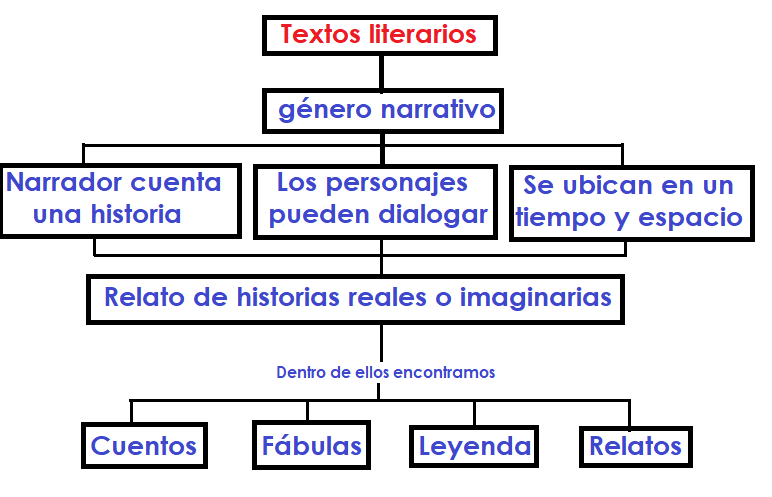 Textos literarios
género narrativo
Narrador cuenta
una historia
Los personajes
pueden dialogar
Se ubican en un
tiempo y espacio
Relato de historias reales o imaginarias
Dentro de ellos encontramos
Cuentos
Fábulas
Leyenda
Relatos